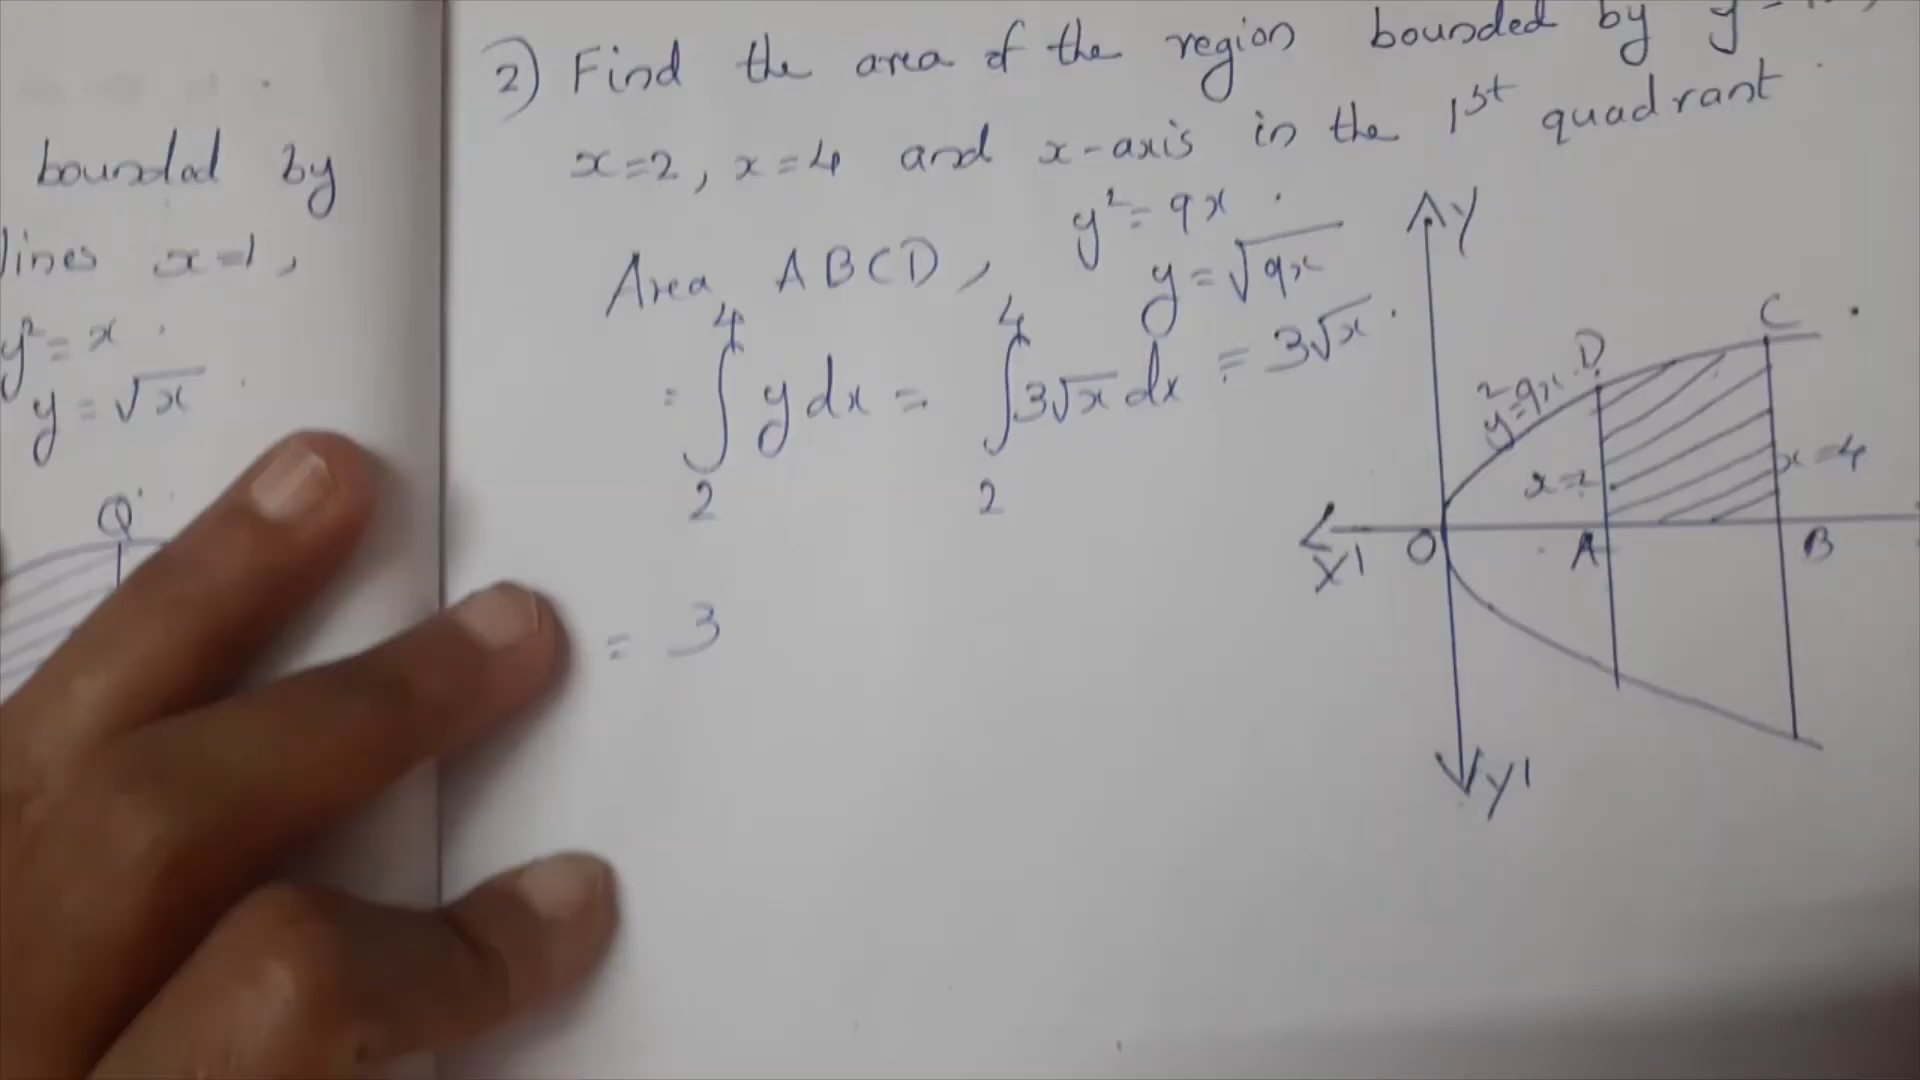 bounded by
lines x=1,
y²=x
y=√x
Q
2) Find the area of the region bounded by
x=2, x=4 and x-axis in the 1st quadrant
y²=9x
Area ABCD, y=√9x
=∫₂⁴ y dx = ∫₂⁴ 3√x dx = 3√x.
= 3
Y
C
D
y²=9x
x=2 x=4
X' O A B
Y'